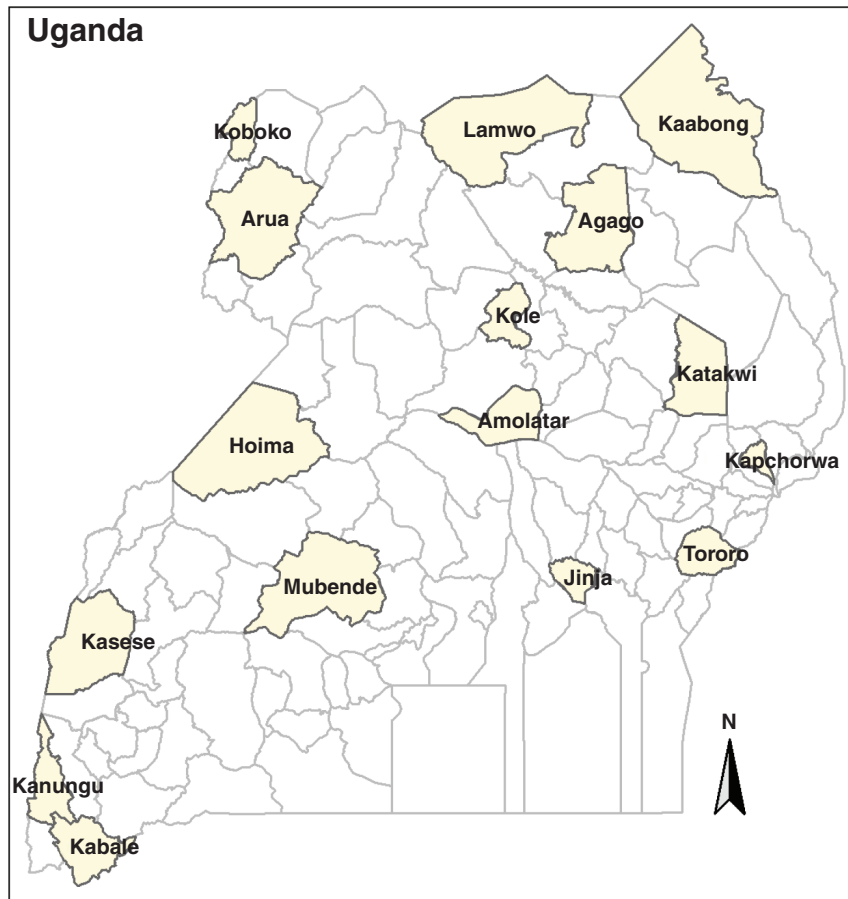 Uganda
Koboko
Lamwo
Kaabong
Arua
Agago
Kole
Katakwi
Amolatar
Hoima
Kapchorwa
Tororo
Mubende
Jinja
Kasese
N
Kanungu
Kabale